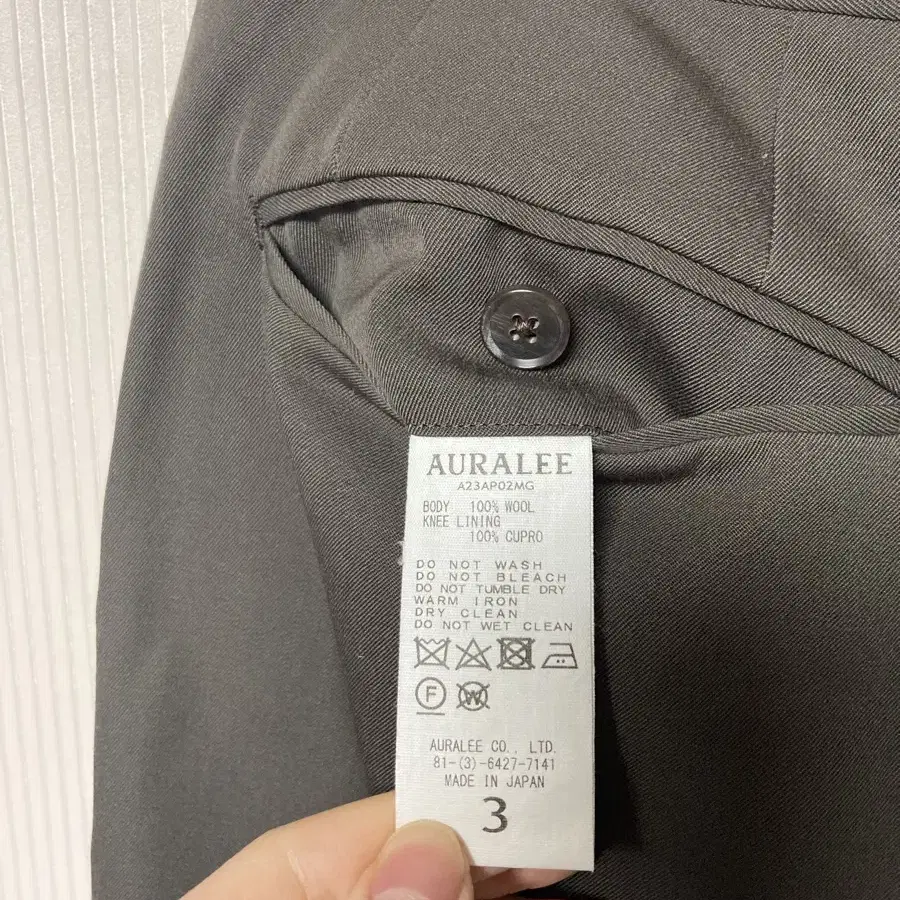 AURALEE
A23AP02MG
BODY 100% WOOL
KNEE LINING
100% CUPRO
DO NOT WASH
DO NOT BLEACH
DO NOT TUMBLE DRY
WARM IRON
DRY CLEAN
DO NOT WET CLEAN
F W
AURALEE CO., LTD.
81-(3)-6427-7141
MADE IN JAPAN
3